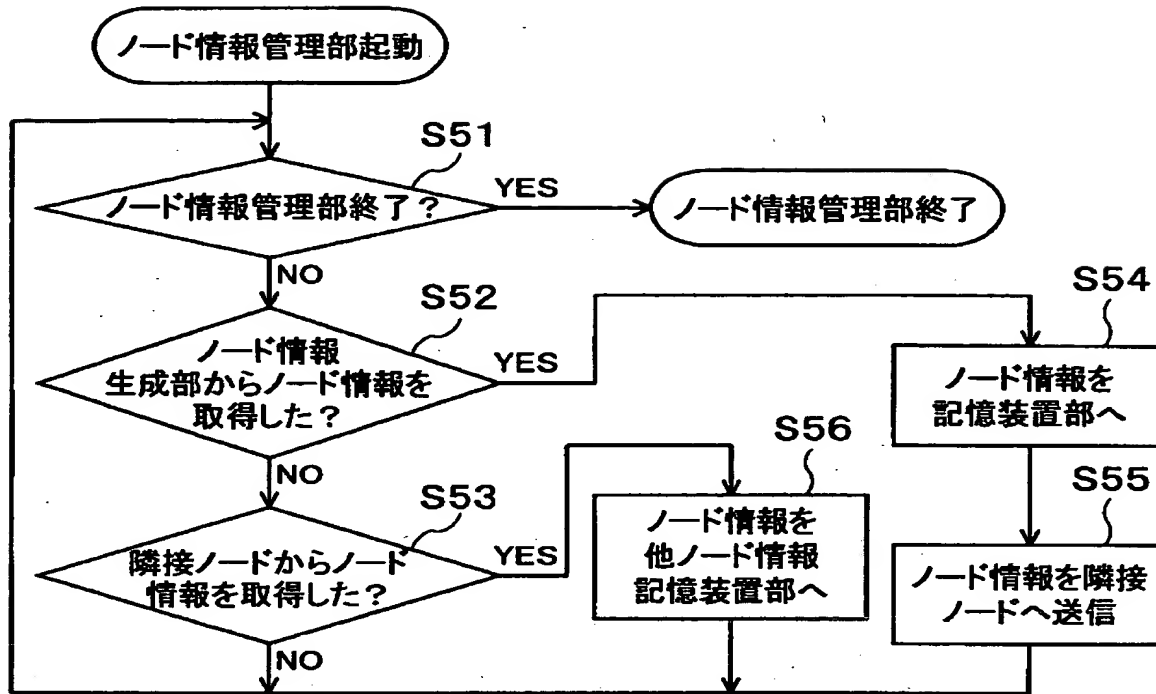 ノード情報管理部起動
S51
ノード情報管理部終了？
YES
ノード情報管理部終了
NO
S52
ノード情報
生成部からノード情報を
取得した？
YES
S54
ノード情報を
記憶装置部へ
NO
S53
隣接ノードからノード
情報を取得した？
YES
S56
ノード情報を
他ノード情報
記憶装置部へ
S55
ノード情報を隣接
ノードへ送信
NO